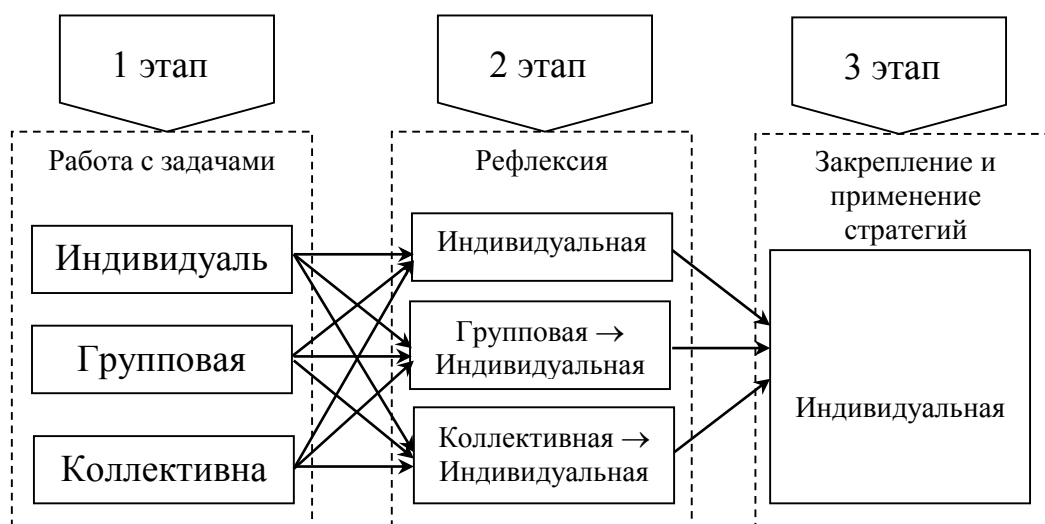 1 этап
2 этап
3 этап
Работа с задачами
Индивидуаль
Групповая
Коллективна
Рефлексия
Индивидуальная
Групповая →
Индивидуальная
Коллективная →
Индивидуальная
Закрепление и
применение
стратегий
Индивидуальная